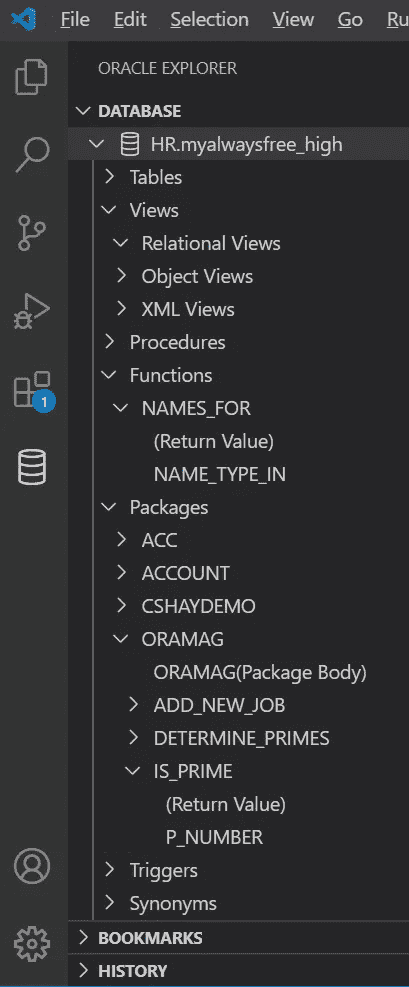 File Edit Selection View Go Ru
ORACLE EXPLORER
DATABASE
HR.myalwaysfree_high
Tables
Views
Relational Views
Object Views
XML Views
Procedures
Functions
1
NAMES_FOR
(Return Value)
NAME_TYPE_IN
Packages
ACC
ACCOUNT
CSHAYDEMO
ORAMAG
ORAMAG(Package Body)
ADD_NEW_JOB
DETERMINE_PRIMES
IS_PRIME
(Return Value)
P_NUMBER
Triggers
Synonyms
BOOKMARKS
HISTORY